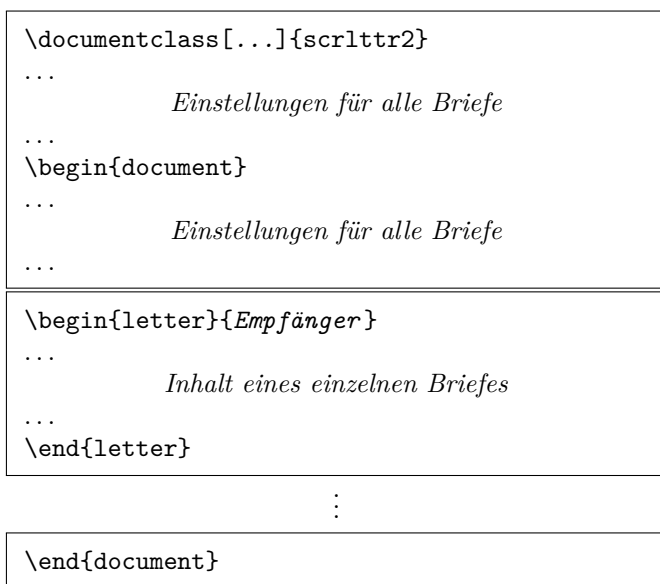 \documentclass[...]{scrlttr2}
...
Einstellungen für alle Briefe
...
\begin{document}
...
Einstellungen für alle Briefe
...
\begin{letter}{Empfänger}
...
Inhalt eines einzelnen Briefes
...
\end{letter}
⋮
\end{document}